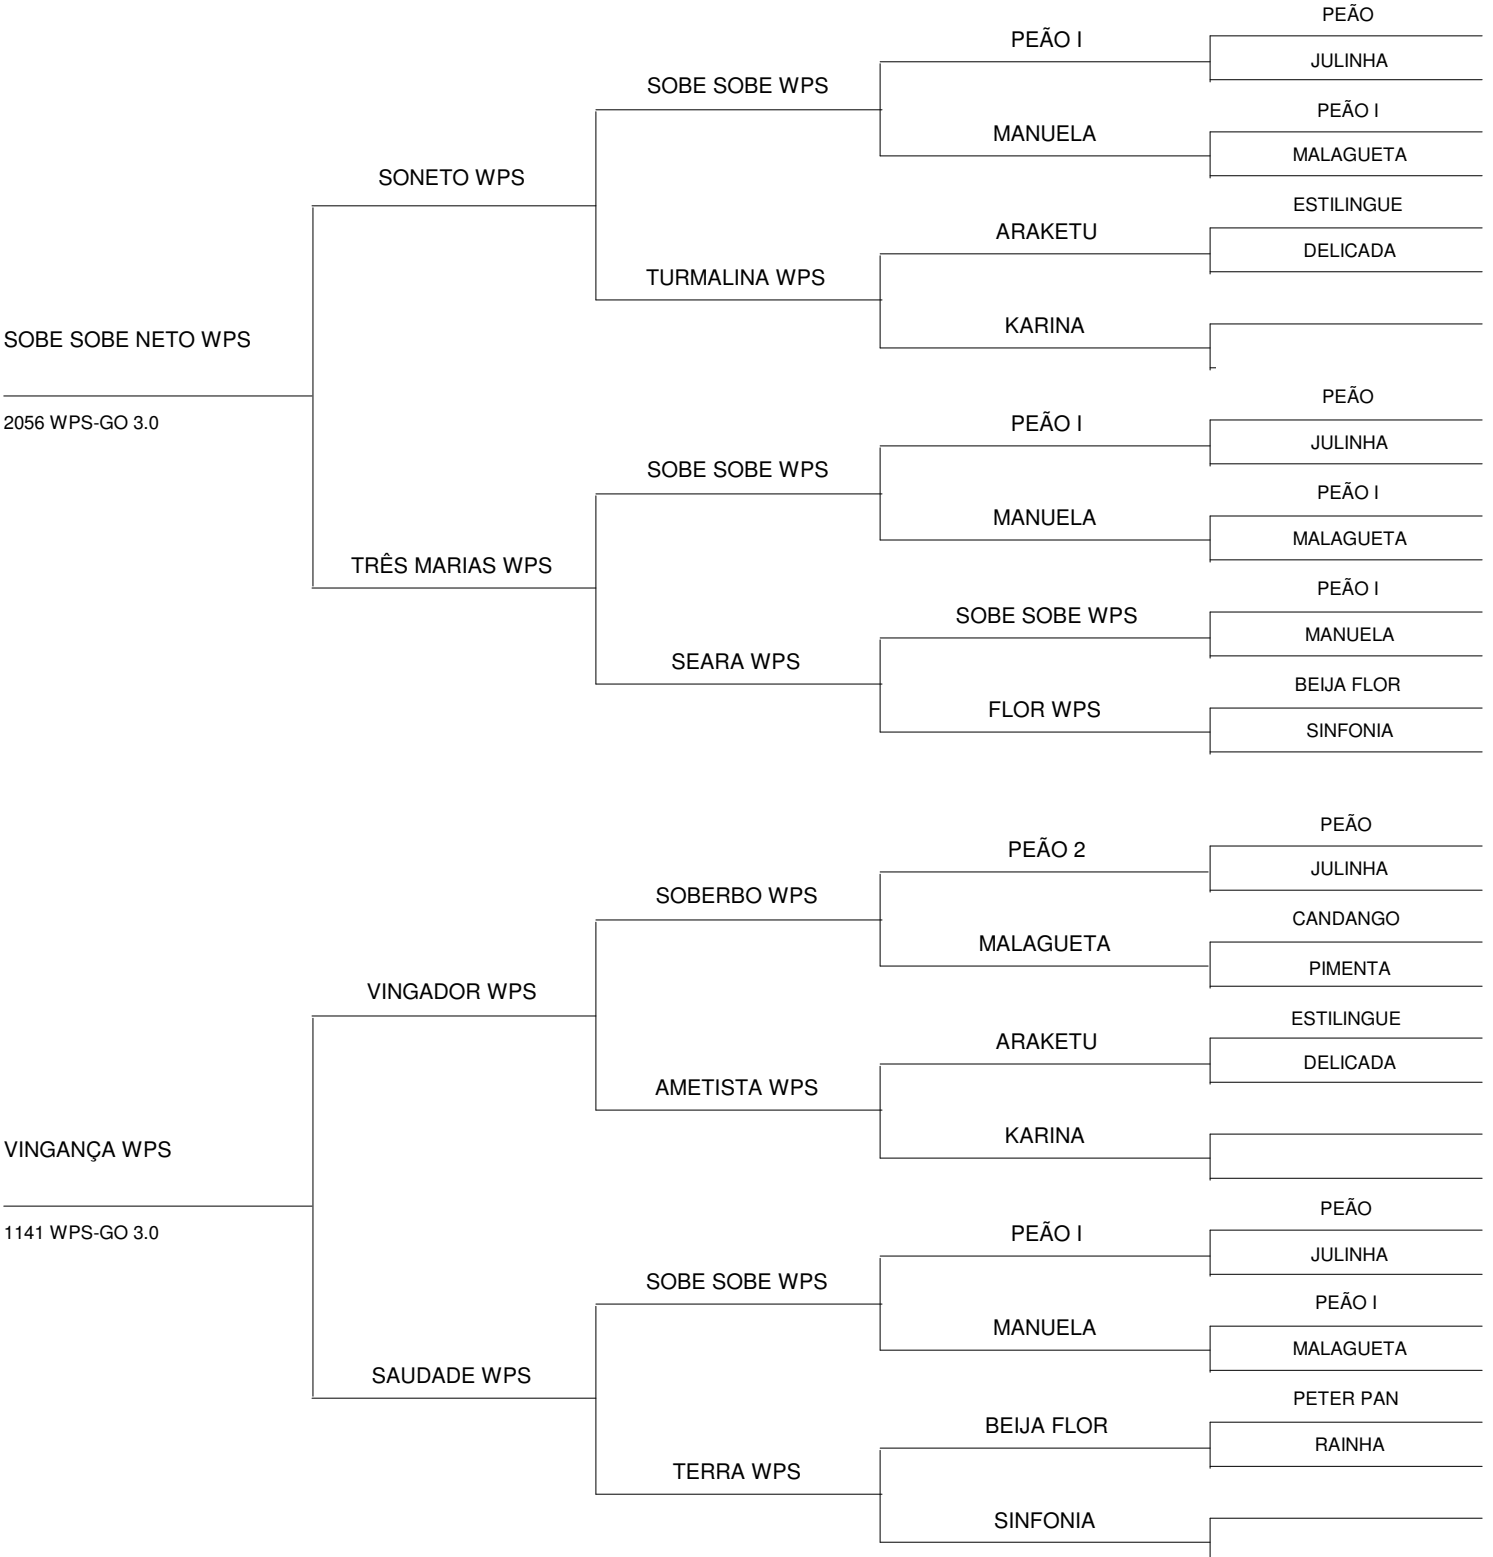 PEÃO
PEÃO I
JULINHA
SOBE SOBE WPS
PEÃO I
MANUELA
MALAGUETA
SONETO WPS
ESTILINGUE
ARAKETU
DELICADA
TURMALINA WPS
KARINA
SOBE SOBE NETO WPS
2056 WPS-GO 3.0
PEÃO
PEÃO I
JULINHA
SOBE SOBE WPS
PEÃO I
MANUELA
MALAGUETA
TRÊS MARIAS WPS
PEÃO I
SOBE SOBE WPS
MANUELA
SEARA WPS
BEIJA FLOR
FLOR WPS
SINFONIA
PEÃO
PEÃO 2
JULINHA
SOBERBO WPS
CANDANGO
MALAGUETA
PIMENTA
VINGADOR WPS
ESTILINGUE
ARAKETU
DELICADA
AMETISTA WPS
KARINA
VINGANÇA WPS
1141 WPS-GO 3.0
PEÃO
PEÃO I
JULINHA
SOBE SOBE WPS
PEÃO I
MANUELA
MALAGUETA
SAUDADE WPS
PETER PAN
BEIJA FLOR
RAINHA
TERRA WPS
SINFONIA